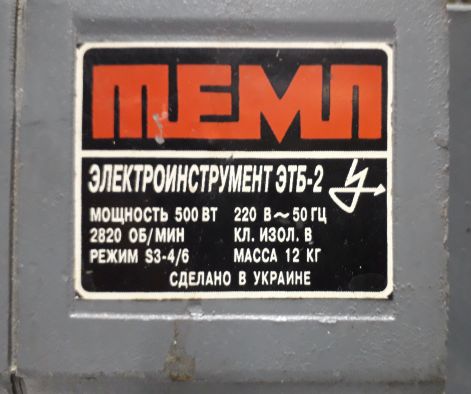 ТЕМП
ЭЛЕКТРОИНСТРУМЕНТ ЭТБ-2
МОЩНОСТЬ 500 ВТ 220 В ~ 50 ГЦ
2820 ОБ/МИН КЛ. ИЗОЛ. В
РЕЖИМ S3-4/6 МАССА 12 КГ
СДЕЛАНО В УКРАИНЕ